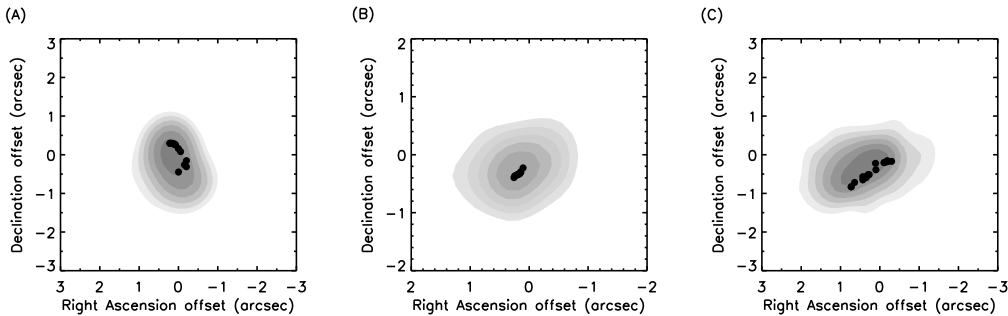 (A)
Declination offset (arcsec)
3
2
1
0
−1
−2
−3
3 2 1 0 −1 −2 −3
Right Ascension offset (arcsec)
(B)
Declination offset (arcsec)
2
1
0
−1
−2
2 1 0 −1 −2
Right Ascension offset (arcsec)
(C)
Declination offset (arcsec)
3
2
1
0
−1
−2
−3
3 2 1 0 −1 −2 −3
Right Ascension offset (arcsec)